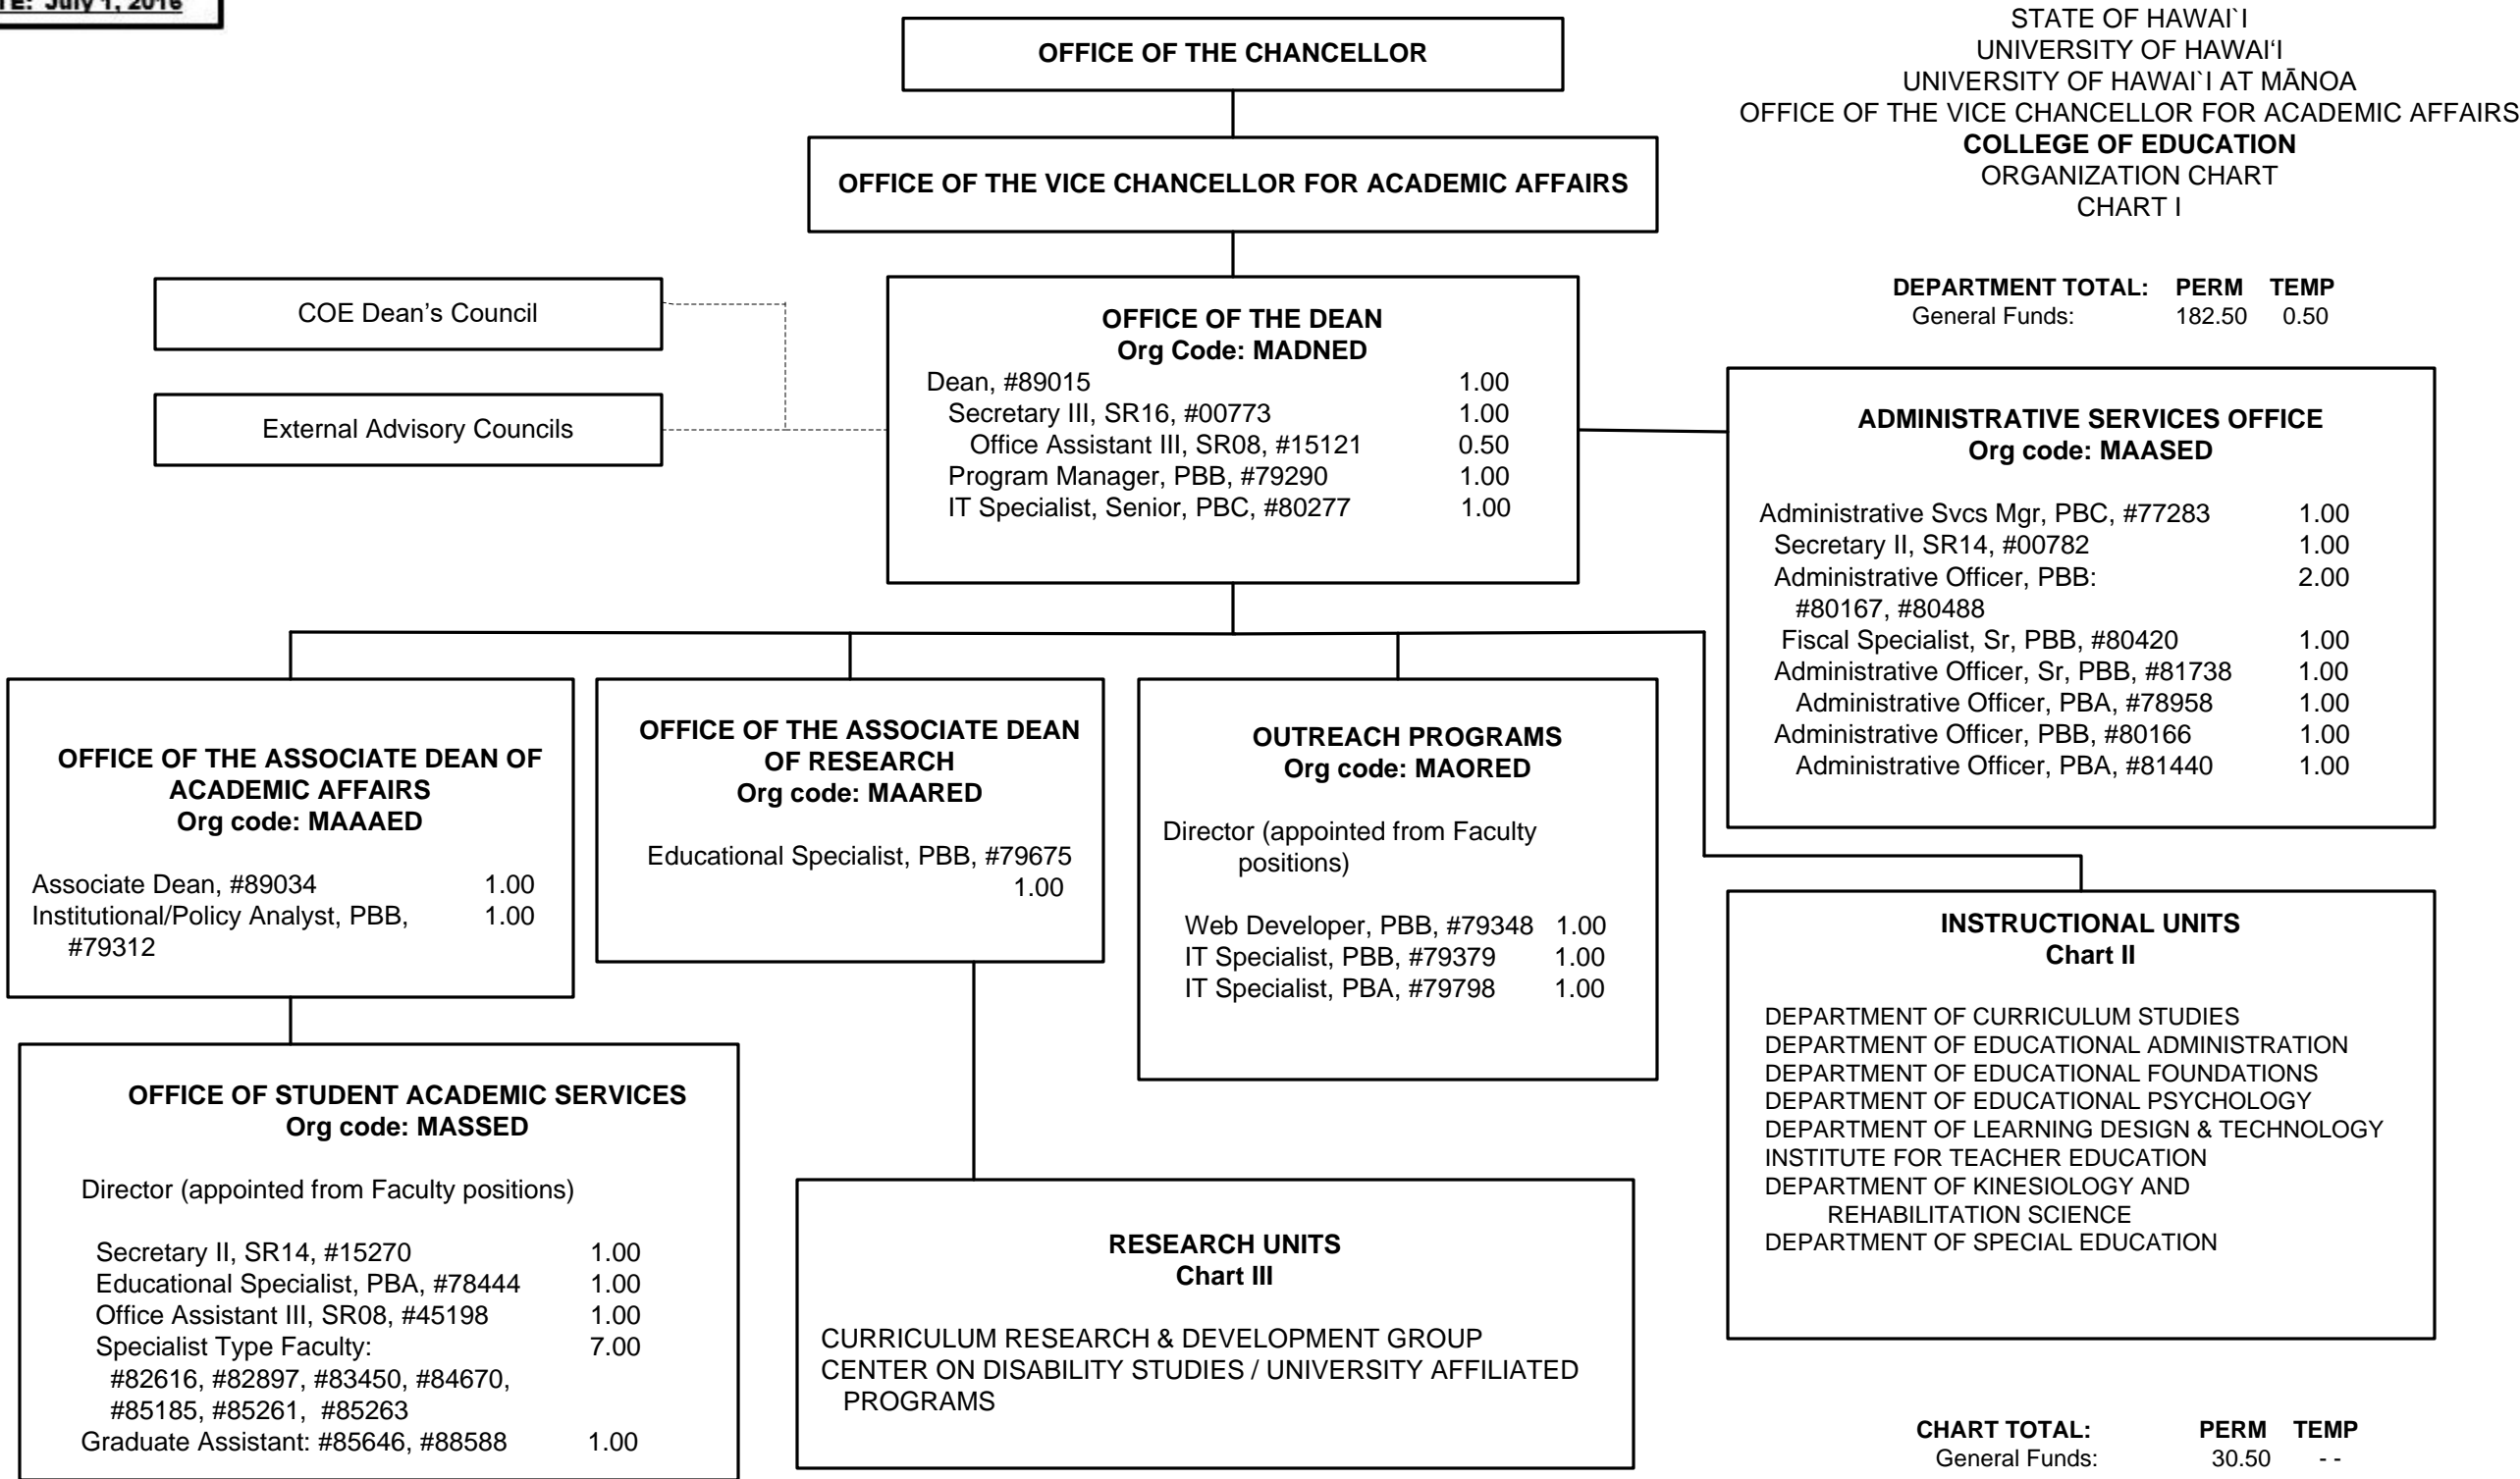 TE: July 1, 2016
STATE OF HAWAI`I
UNIVERSITY OF HAWAI‘I
UNIVERSITY OF HAWAI`I AT MĀNOA
OFFICE OF THE VICE CHANCELLOR FOR ACADEMIC AFFAIRS
COLLEGE OF EDUCATION
ORGANIZATION CHART
CHART I
DEPARTMENT TOTAL: PERM TEMP
General Funds: 182.50 0.50
OFFICE OF THE CHANCELLOR
OFFICE OF THE VICE CHANCELLOR FOR ACADEMIC AFFAIRS
COE Dean’s Council
External Advisory Councils
OFFICE OF THE DEAN
Org Code: MADNED
Dean, #89015 1.00
Secretary III, SR16, #00773 1.00
Office Assistant III, SR08, #15121 0.50
Program Manager, PBB, #79290 1.00
IT Specialist, Senior, PBC, #80277 1.00
ADMINISTRATIVE SERVICES OFFICE
Org code: MAASED
Administrative Svcs Mgr, PBC, #77283 1.00
Secretary II, SR14, #00782 1.00
Administrative Officer, PBB: 2.00
#80167, #80488
Fiscal Specialist, Sr, PBB, #80420 1.00
Administrative Officer, Sr, PBB, #81738 1.00
Administrative Officer, PBA, #78958 1.00
Administrative Officer, PBB, #80166 1.00
Administrative Officer, PBA, #81440 1.00
OFFICE OF THE ASSOCIATE DEAN OF
ACADEMIC AFFAIRS
Org code: MAAAED
Associate Dean, #89034 1.00
Institutional/Policy Analyst, PBB, 1.00
#79312
OFFICE OF THE ASSOCIATE DEAN
OF RESEARCH
Org code: MAARED
Educational Specialist, PBB, #79675
1.00
OUTREACH PROGRAMS
Org code: MAORED
Director (appointed from Faculty
positions)
Web Developer, PBB, #79348 1.00
IT Specialist, PBB, #79379 1.00
IT Specialist, PBA, #79798 1.00
INSTRUCTIONAL UNITS
Chart II
DEPARTMENT OF CURRICULUM STUDIES
DEPARTMENT OF EDUCATIONAL ADMINISTRATION
DEPARTMENT OF EDUCATIONAL FOUNDATIONS
DEPARTMENT OF EDUCATIONAL PSYCHOLOGY
DEPARTMENT OF LEARNING DESIGN & TECHNOLOGY
INSTITUTE FOR TEACHER EDUCATION
DEPARTMENT OF KINESIOLOGY AND
REHABILITATION SCIENCE
DEPARTMENT OF SPECIAL EDUCATION
OFFICE OF STUDENT ACADEMIC SERVICES
Org code: MASSED
Director (appointed from Faculty positions)
Secretary II, SR14, #15270 1.00
Educational Specialist, PBA, #78444 1.00
Office Assistant III, SR08, #45198 1.00
Specialist Type Faculty: 7.00
#82616, #82897, #83450, #84670,
#85185, #85261, #85263
Graduate Assistant: #85646, #88588 1.00
RESEARCH UNITS
Chart III
CURRICULUM RESEARCH & DEVELOPMENT GROUP
CENTER ON DISABILITY STUDIES / UNIVERSITY AFFILIATED
PROGRAMS
CHART TOTAL: PERM TEMP
General Funds: 30.50 - -